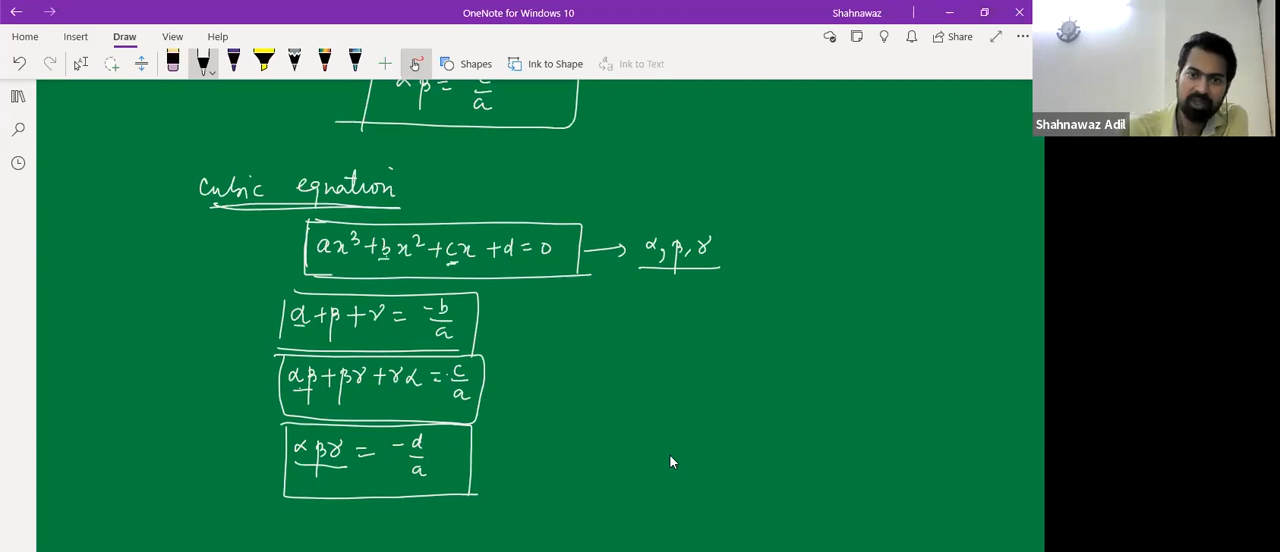 OneNote for Windows 10
Shahnawaz
Home Insert Draw View Help
Share
Shapes
Ink to Shape
Ink to Text
Shahnawaz Adil
αβ = c/a
Cubic equation
ax³+bx²+cx+d=0 → α, β, γ
α+β+γ = -b/a
αβ+βγ+γα = c/a
αβγ = -d/a